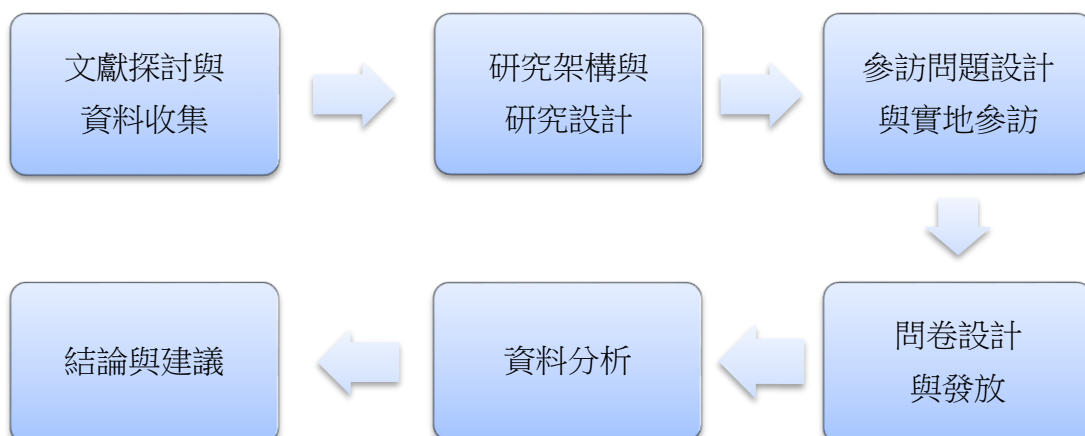 文獻探討與
資料收集
研究架構與
研究設計
參訪問題設計
與實地參訪
問卷設計
與發放
資料分析
結論與建議